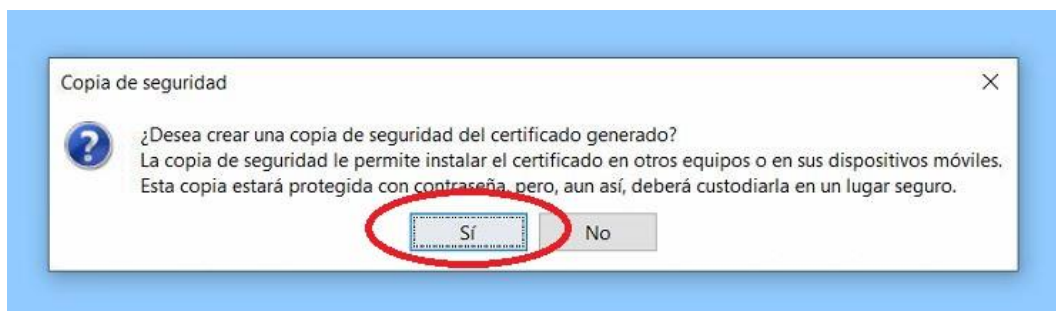 Copia de seguridad
¿Desea crear una copia de seguridad del certificado generado?
La copia de seguridad le permite instalar el certificado en otros equipos o en sus dispositivos móviles.
Esta copia estará protegida con contraseña, pero, aun así, deberá custodiarla en un lugar seguro.
Sí No